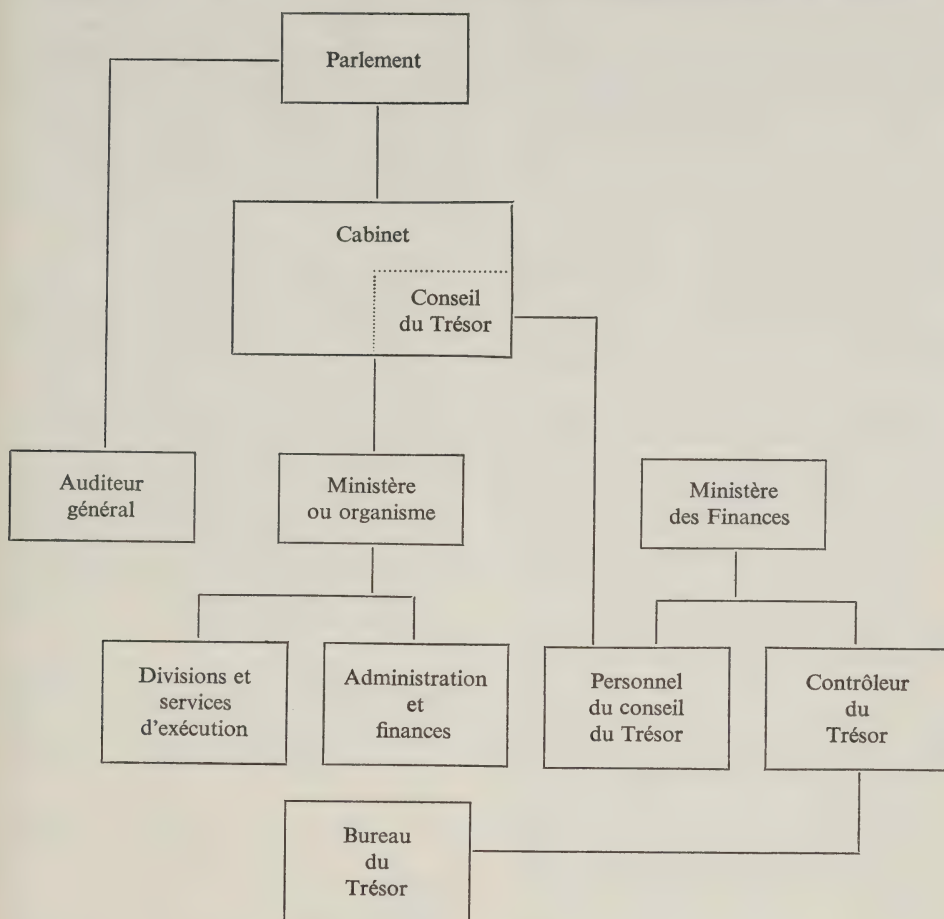 Parlement
Cabinet
Conseil
du Trésor
Auditeur
général
Ministère
ou organisme
Ministère
des Finances
Divisions et
services
d'exécution
Administration
et
finances
Personnel
du conseil
du Trésor
Contrôleur
du
Trésor
Bureau
du
Trésor